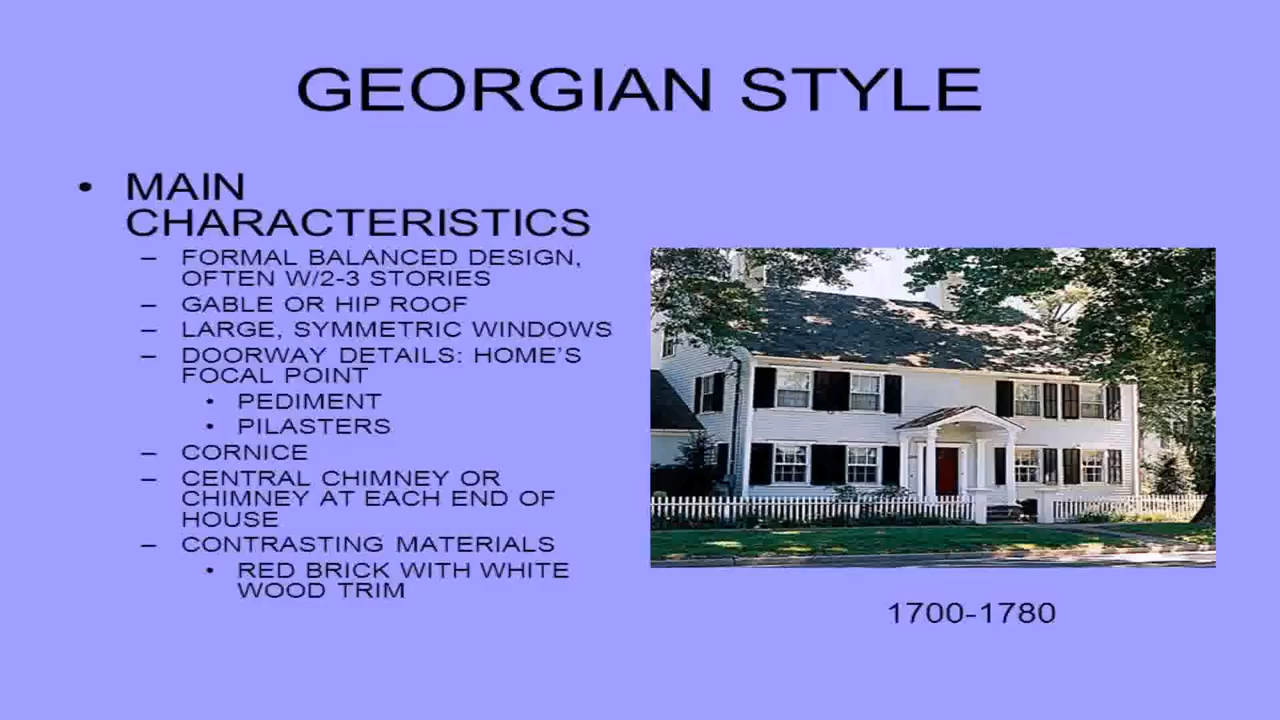 GEORGIAN STYLE
• MAIN
CHARACTERISTICS
– FORMAL BALANCED DESIGN,
OFTEN W/2-3 STORIES
– GABLE OR HIP ROOF
– LARGE, SYMMETRIC WINDOWS
– DOORWAY DETAILS: HOME'S
FOCAL POINT
• PEDIMENT
• PILASTERS
– CORNICE
– CENTRAL CHIMNEY OR
CHIMNEY AT EACH END OF
HOUSE
– CONTRASTING MATERIALS
• RED BRICK WITH WHITE
WOOD TRIM
1700-1780